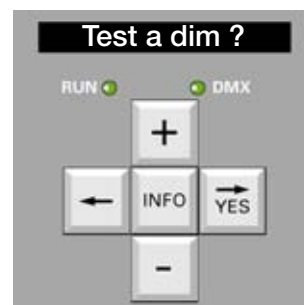 Test a dim ?
RUN DMX
+
← INFO → YES
-